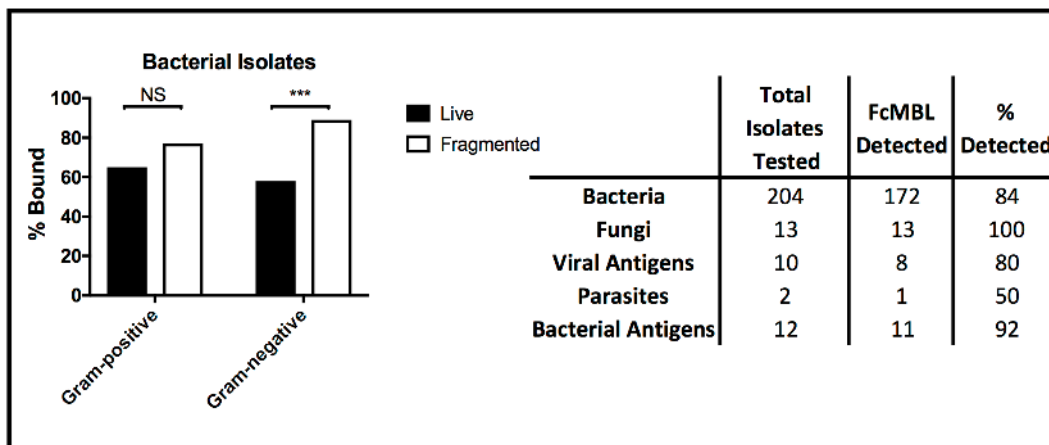 Bacterial Isolates
NS
***
100
80
60
40
20
0
% Bound
Gram-positive
Gram-negative
Live
Fragmented
Total Isolates Tested FcMBL Detected % Detected
Bacteria 204 172 84
Fungi 13 13 100
Viral Antigens 10 8 80
Parasites 2 1 50
Bacterial Antigens 12 11 92